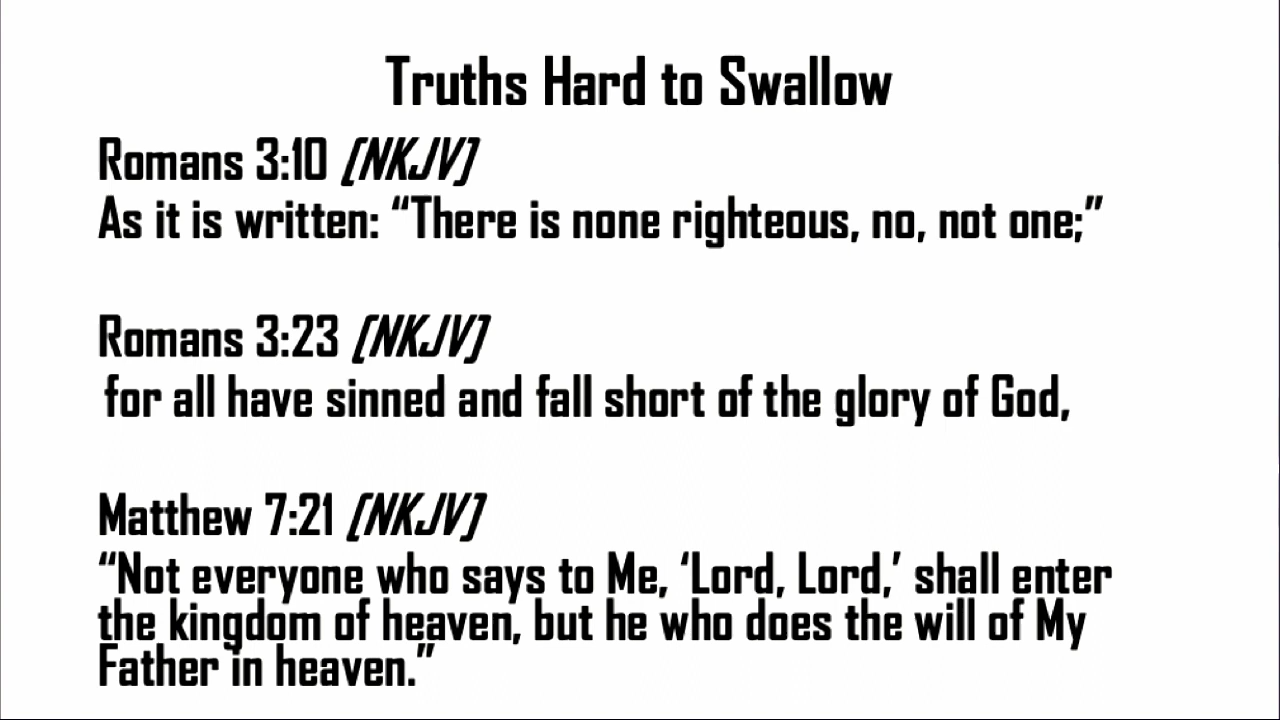 Truths Hard to Swallow
Romans 3:10 [NKJV]
As it is written: “There is none righteous, no, not one;”
Romans 3:23 [NKJV]
for all have sinned and fall short of the glory of God,
Matthew 7:21 [NKJV]
“Not everyone who says to Me, ‘Lord, Lord,’ shall enter
the kingdom of heaven, but he who does the will of My
Father in heaven.”